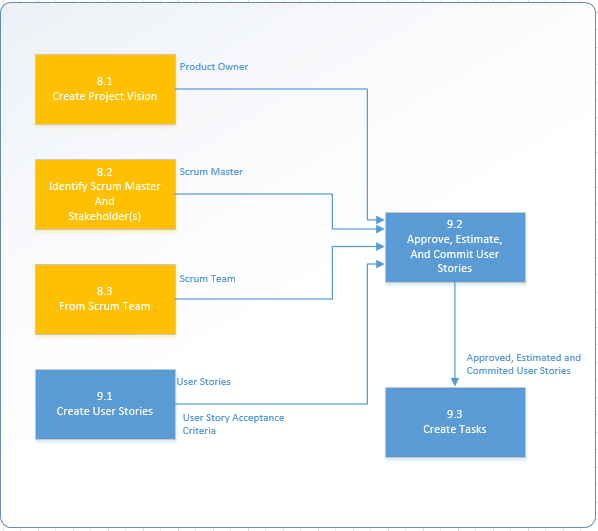 Product Owner
8.1
Create Project Vision
Scrum Master
8.2
Identify Scrum Master
And
Stakeholder(s)
9.2
Approve, Estimate,
And Commit User
Stories
Scrum Team
8.3
From Scrum Team
Approved, Estimated and
Commited User Stories
User Stories
9.1
Create User Stories
User Story Acceptance
Criteria
9.3
Create Tasks